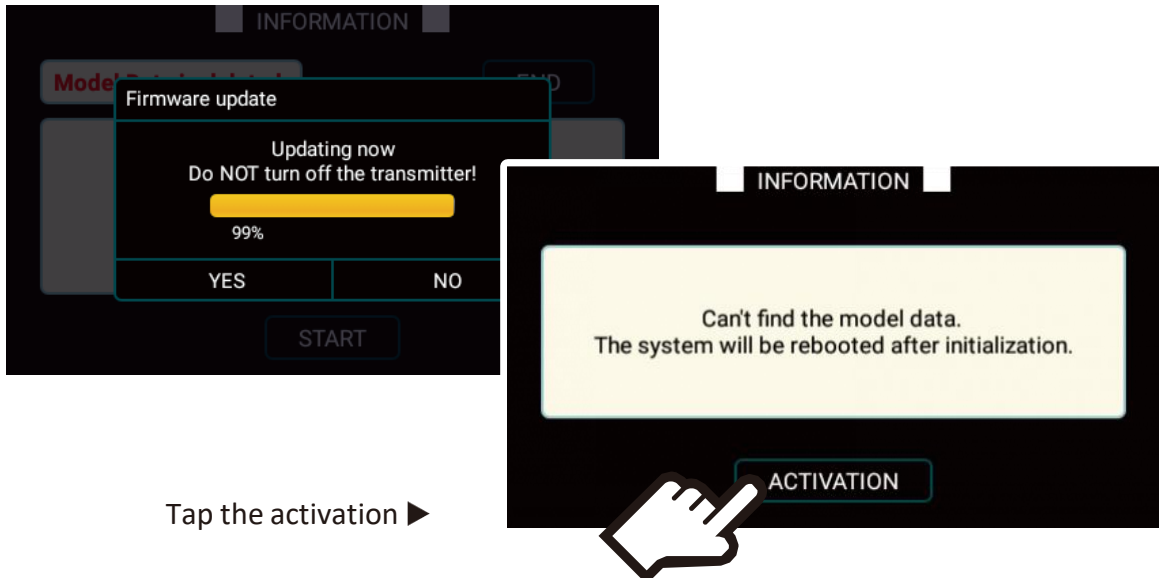 INFORMATION
END
Firmware update
Updating now
Do NOT turn off the transmitter!
99%
YES NO
START
INFORMATION
Can't find the model data.
The system will be rebooted after initialization.
ACTIVATION
Tap the activation ▶